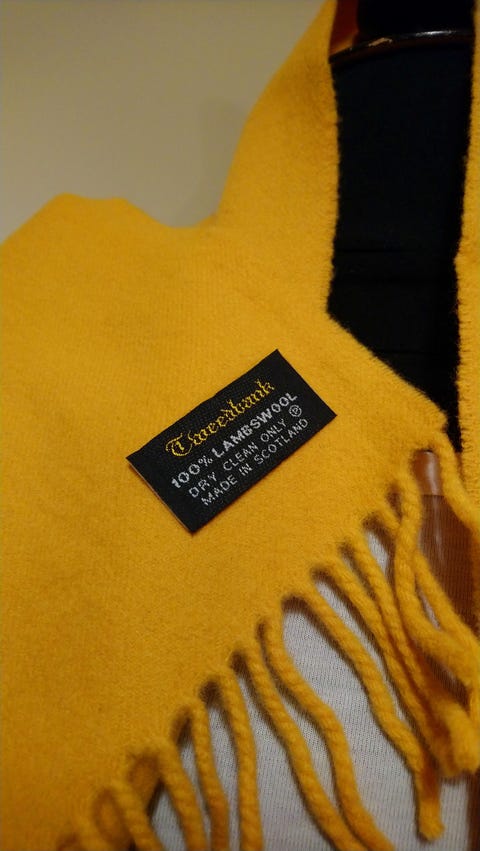 Tweedbank
100% LAMBSWOOL
DRY CLEAN ONLY Ⓟ
MADE IN SCOTLAND